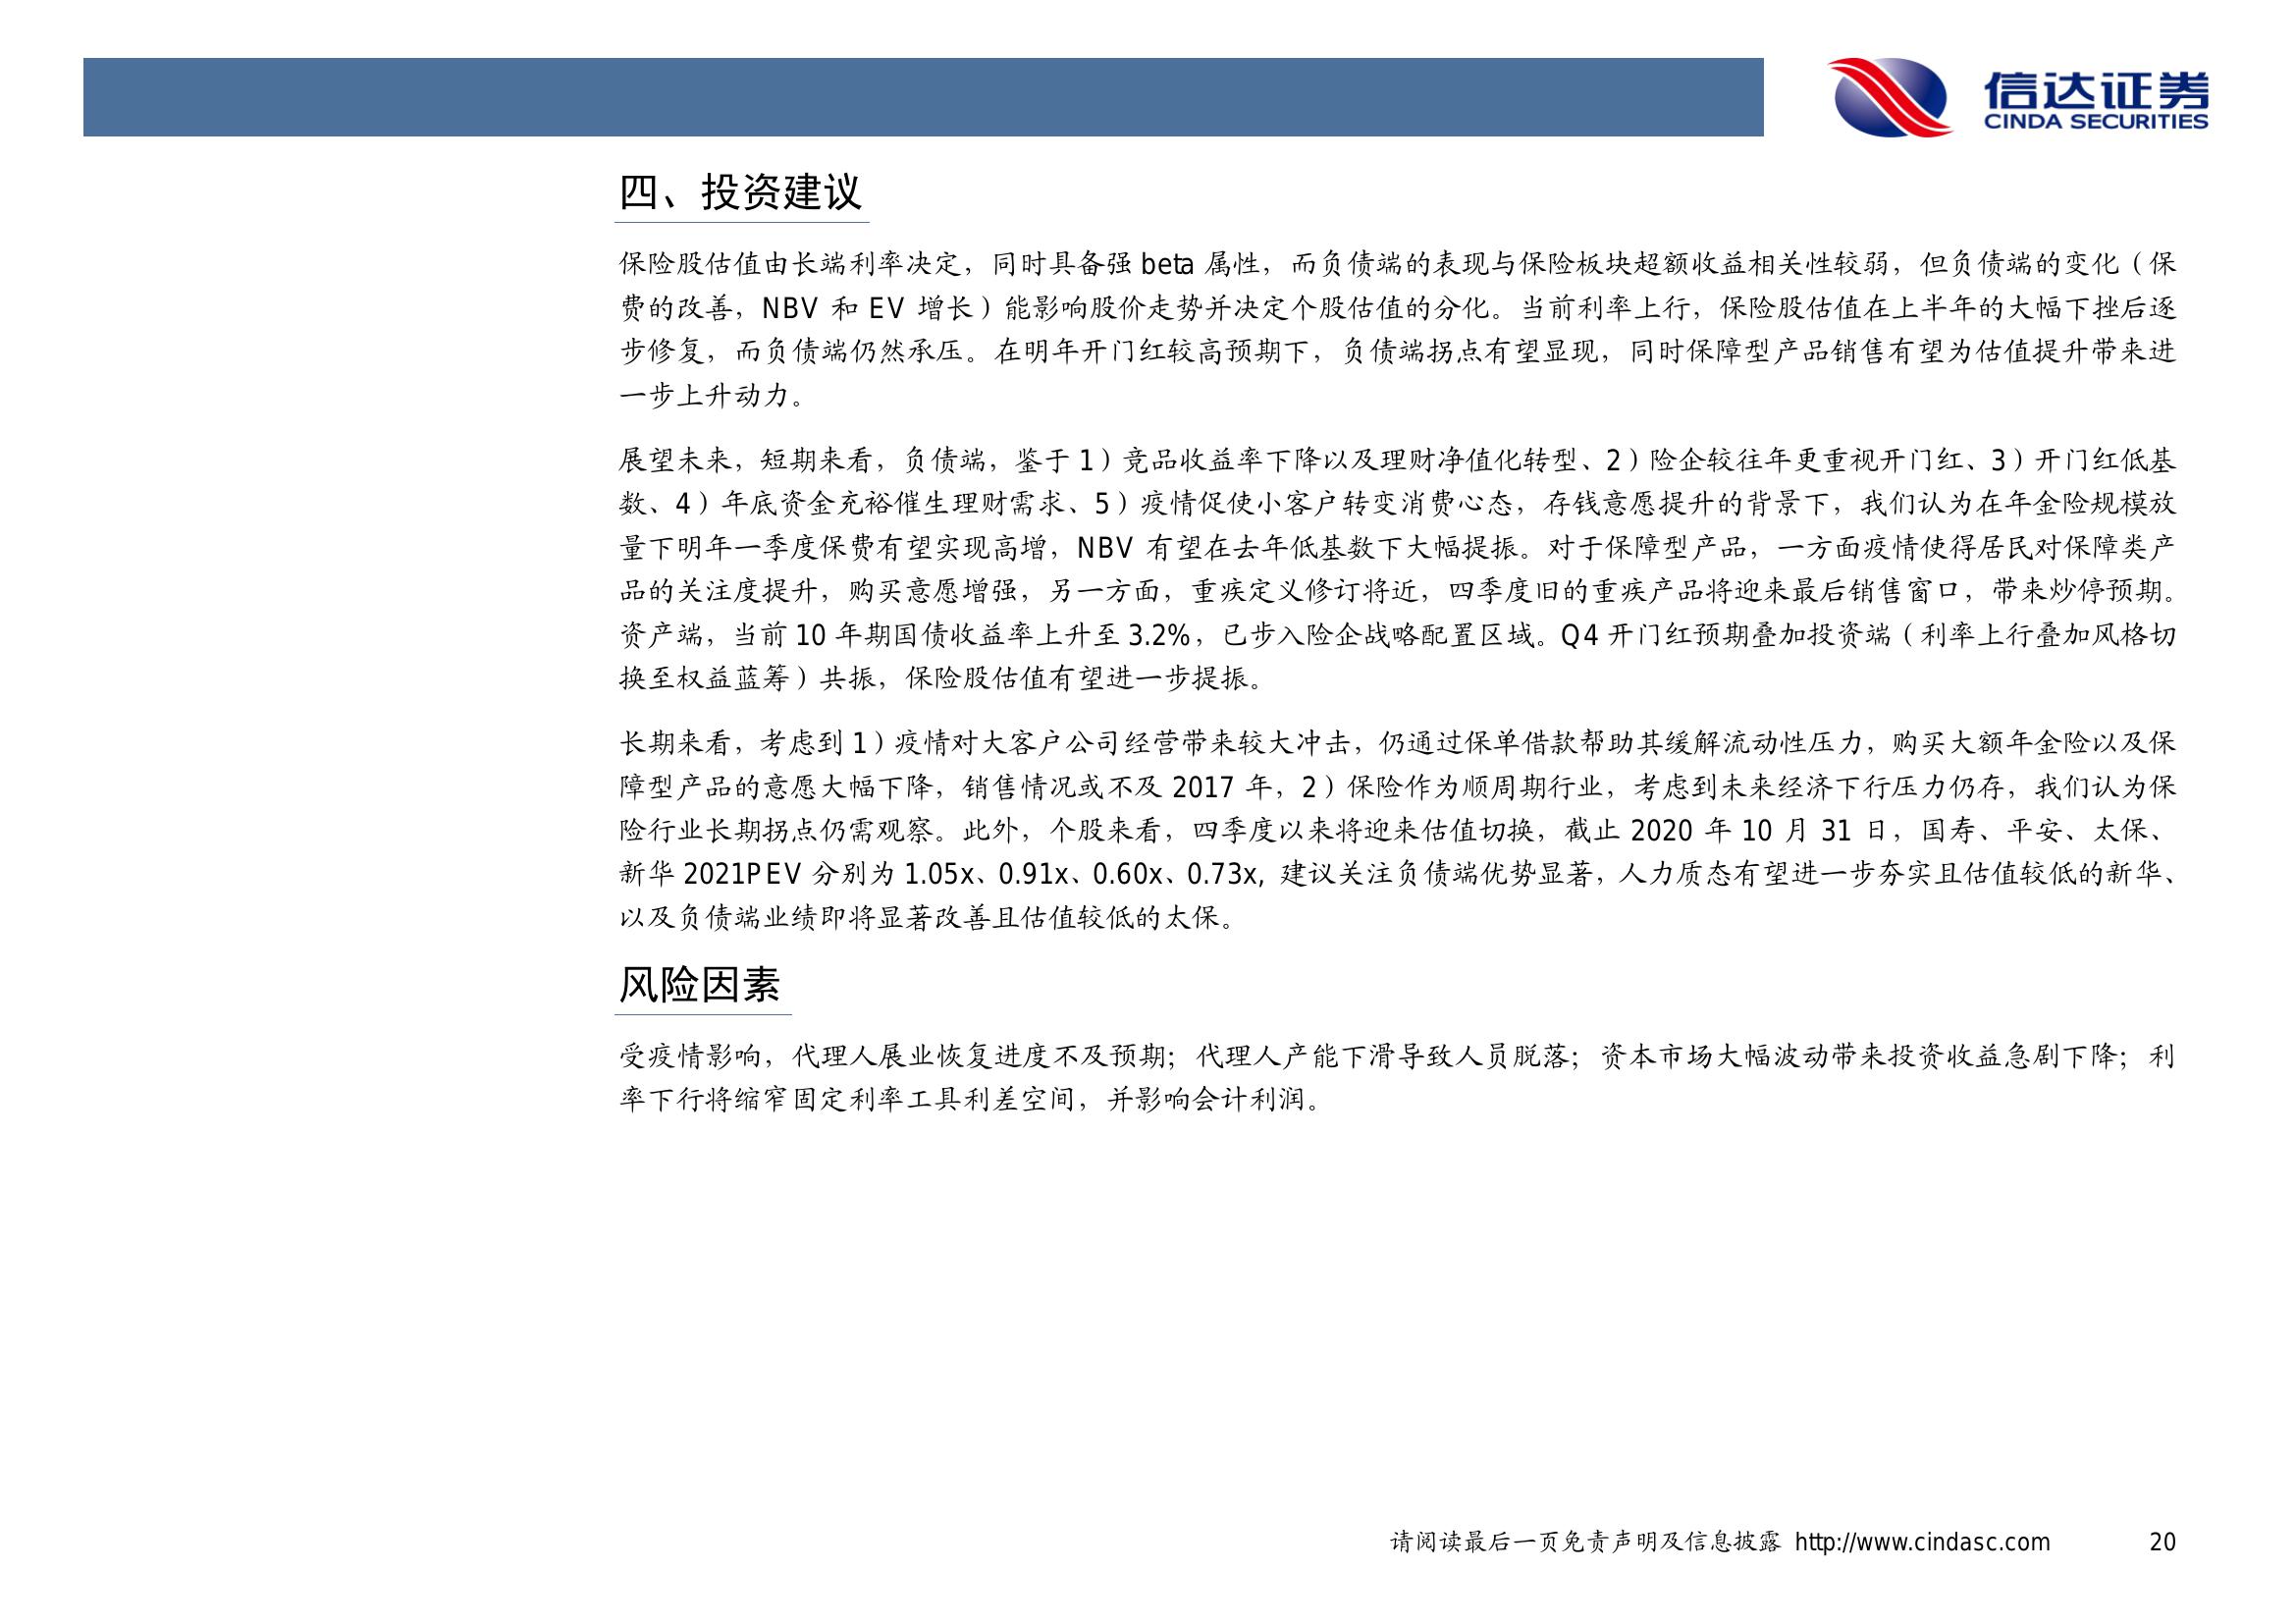 信达证券
CINDA SECURITIES
四、投资建议
保险股估值由长端利率决定，同时具备强 beta 属性，而负债端的表现与保险板块超额收益相关性较弱，但负债端的变化（保
费的改善，NBV 和 EV 增长）能影响股价走势并决定个股估值的分化。当前利率上行，保险股估值在上半年的大幅下挫后逐
步修复，而负债端仍然承压。在明年开门红较高预期下，负债端拐点有望显现，同时保障型产品销售有望为估值提升带来进
一步上升动力。
展望未来，短期来看，负债端，鉴于 1）竞品收益率下降以及理财净值化转型、2）险企较往年更重视开门红、3）开门红低基
数、4）年底资金充裕催生理财需求、5）疫情促使小客户转变消费心态，存钱意愿提升的背景下，我们认为在年金险规模放
量下明年一季度保费有望实现高增，NBV 有望在去年低基数下大幅提振。对于保障型产品，一方面疫情使得居民对保障类产
品的关注度提升，购买意愿增强，另一方面，重疾定义修订将近，四季度旧的重疾产品将迎来最后销售窗口，带来炒停预期。
资产端，当前 10 年期国债收益率上升至 3.2%，已步入险企战略配置区域。Q4 开门红预期叠加投资端（利率上行叠加风格切
换至权益蓝筹）共振，保险股估值有望进一步提振。
长期来看，考虑到 1）疫情对大客户公司经营带来较大冲击，仍通过保单借款帮助其缓解流动性压力，购买大额年金险以及保
障型产品的意愿大幅下降，销售情况或不及 2017 年，2）保险作为顺周期行业，考虑到未来经济下行压力仍存，我们认为保
险行业长期拐点仍需观察。此外，个股来看，四季度以来将迎来估值切换，截止 2020 年 10 月 31 日，国寿、平安、太保、
新华 2021PEV 分别为 1.05x、0.91x、0.60x、0.73x, 建议关注负债端优势显著，人力质态有望进一步夯实且估值较低的新华、
以及负债端业绩即将显著改善且估值较低的太保。
风险因素
受疫情影响，代理人展业恢复进度不及预期；代理人产能下滑导致人员脱落；资本市场大幅波动带来投资收益急剧下降；利
率下行将缩窄固定利率工具利差空间，并影响会计利润。
请阅读最后一页免责声明及信息披露 http://www.cindasc.com 20